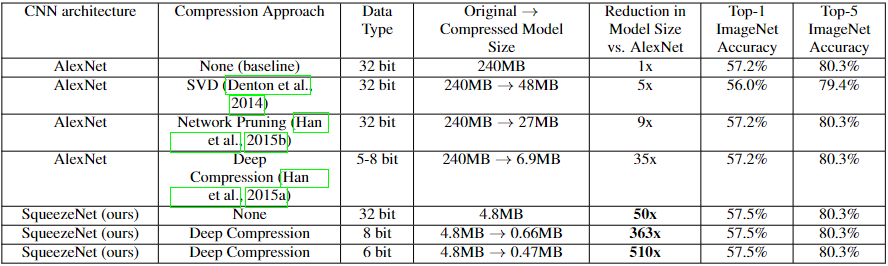 CNN architecture Compression Approach Data Type Original → Compressed Model Size Reduction in Model Size vs. AlexNet Top-1 ImageNet Accuracy Top-5 ImageNet Accuracy
AlexNet None (baseline) 32 bit 240MB 1x 57.2% 80.3%
AlexNet SVD (Denton et al., 2014) 32 bit 240MB → 48MB 5x 56.0% 79.4%
AlexNet Network Pruning (Han et al., 2015b) 32 bit 240MB → 27MB 9x 57.2% 80.3%
AlexNet Deep Compression (Han et al., 2015a) 5-8 bit 240MB → 6.9MB 35x 57.2% 80.3%
SqueezeNet (ours) None 32 bit 4.8MB 50x 57.5% 80.3%
SqueezeNet (ours) Deep Compression 8 bit 4.8MB → 0.66MB 363x 57.5% 80.3%
SqueezeNet (ours) Deep Compression 6 bit 4.8MB → 0.47MB 510x 57.5% 80.3%